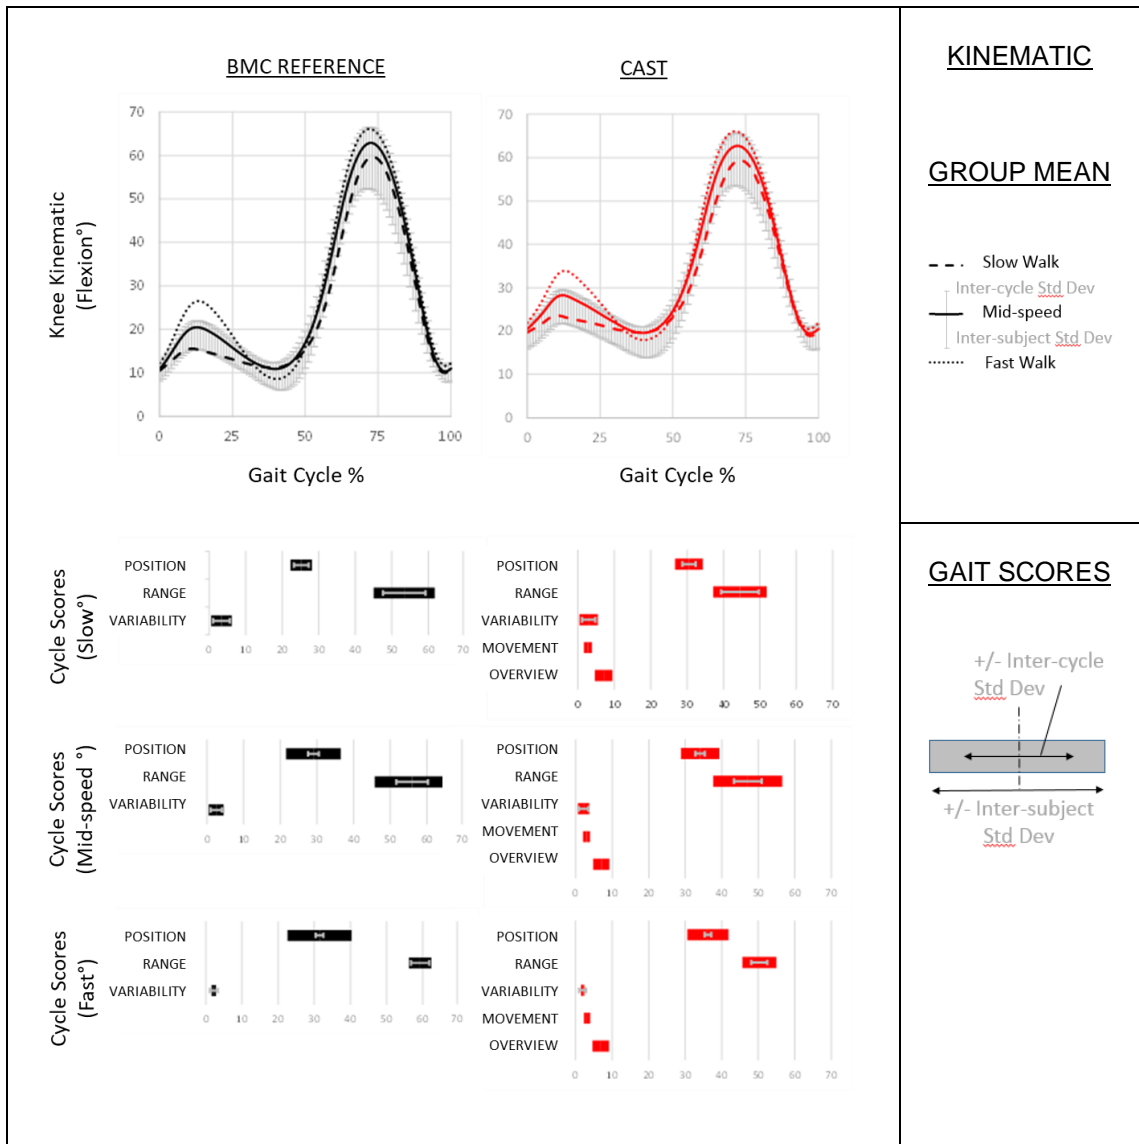 BMC REFERENCE
CAST
Knee Kinematic
(Flexion°)
70
60
50
40
30
20
10
0
0 25 50 75 100
Gait Cycle %
70
60
50
40
30
20
10
0
0 25 50 75 100
Gait Cycle %
KINEMATIC
GROUP MEAN
Slow Walk
Inter-cycle Std Dev
Mid-speed
Inter-subject Std Dev
Fast Walk
Cycle Scores
(Slow°)
POSITION
RANGE
VARIABILITY
0 10 20 30 40 50 60 70
POSITION
RANGE
VARIABILITY
MOVEMENT
OVERVIEW
0 10 20 30 40 50 60 70
Cycle Scores
(Mid-speed °)
POSITION
RANGE
VARIABILITY
0 10 20 30 40 50 60 70
POSITION
RANGE
VARIABILITY
MOVEMENT
OVERVIEW
0 10 20 30 40 50 60 70
Cycle Scores
(Fast°)
POSITION
RANGE
VARIABILITY
0 10 20 30 40 50 60 70
POSITION
RANGE
VARIABILITY
MOVEMENT
OVERVIEW
0 10 20 30 40 50 60 70
GAIT SCORES
+/- Inter-cycle
Std Dev
+/- Inter-subject
Std Dev